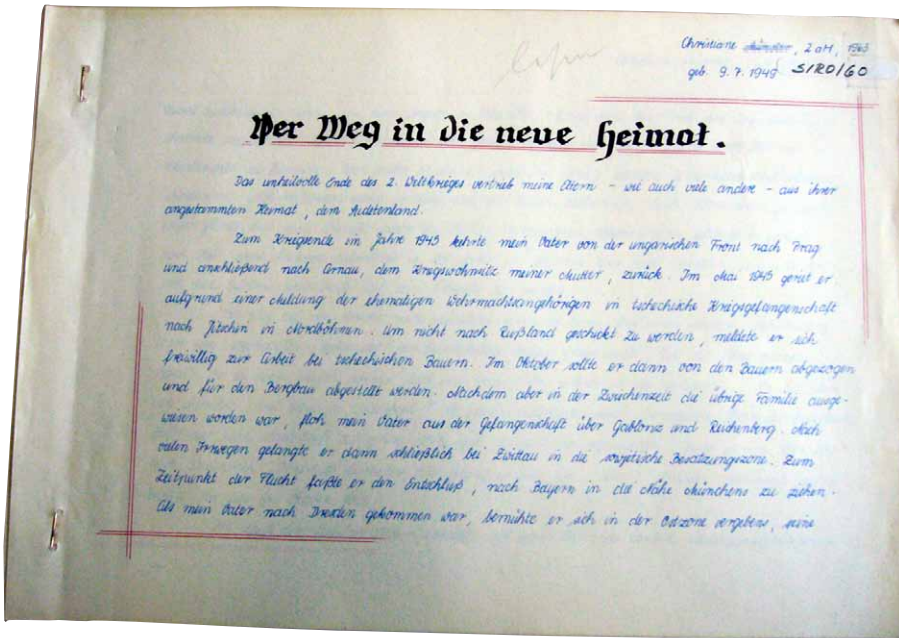 Christiane , 2 aH, 1963
geb. 9.7.1949 S/RO/60
Der Weg in die neue Heimat.
Das unheilvolle Ende des 2. Weltkrieges vertrieb meine Eltern - wie auch viele andere - aus ihrer
angestammten Heimat, dem Sudetenland.
Zum Kriegsende im Jahre 1945 kehrte mein Vater von der ungarischen Front nach Prag
und anschließend nach Arnau, dem Kriegswohnsitz meiner Mutter, zurück. Im Mai 1945 geriet er
aufgrund einer Meldung der ehemaligen Wehrmachtsangehörigen in tschechische Kriegsgefangenschaft
nach Jitschin in Nordböhmen. Um nicht nach Rußland geschickt zu werden, meldete er sich
freiwillig zur Arbeit bei tschechischen Bauern. Im Oktober sollte er dann von den Bauern abgezogen
und für den Bergbau abgestellt werden. Nachdem aber in der Zwischenzeit die übrige Familie ausge-
wiesen worden war, floh mein Vater aus der Gefangenschaft über Gablonz und Reichenberg. Nach
vielen Irrwegen gelangte er dann schließlich bei Zittau in die sowjetische Besatzungszone. Zum
Zeitpunkt der Flucht faßte er den Entschluß, nach Bayern in die Nähe Münchens zu ziehen.
Als mein Vater nach Dresden gekommen war, bemühte er sich in der Ostzone vergebens, seine